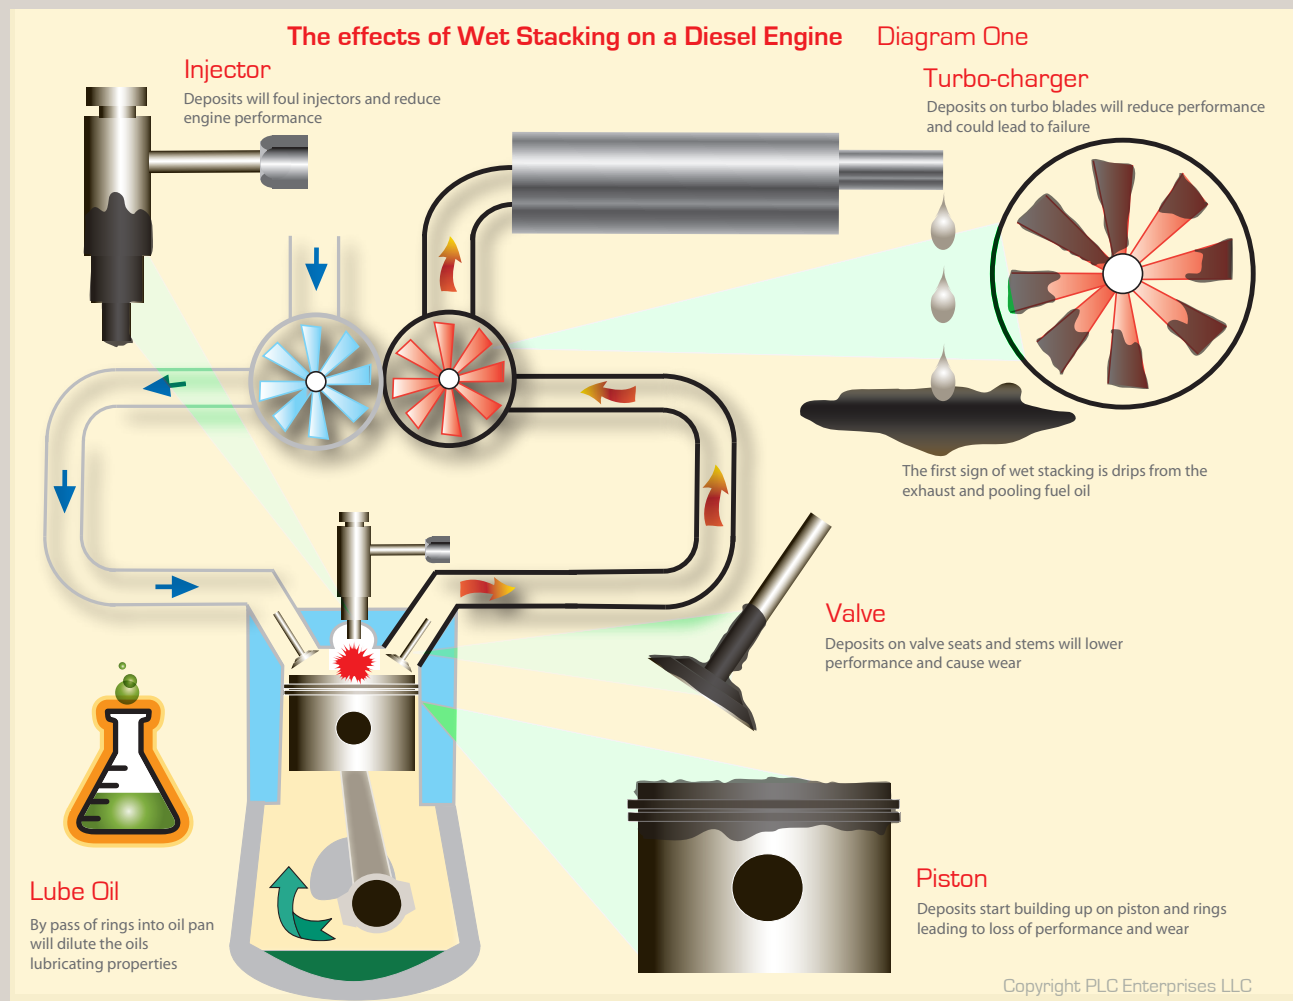 The effects of Wet Stacking on a Diesel Engine Diagram One
Injector
Deposits will foul injectors and reduce
engine performance
Turbo-charger
Deposits on turbo blades will reduce performance
and could lead to failure
The first sign of wet stacking is drips from the
exhaust and pooling fuel oil
Valve
Deposits on valve seats and stems will lower
performance and cause wear
Lube Oil
By pass of rings into oil pan
will dilute the oils
lubricating properties
Piston
Deposits start building up on piston and rings
leading to loss of performance and wear
Copyright PLC Enterprises LLC